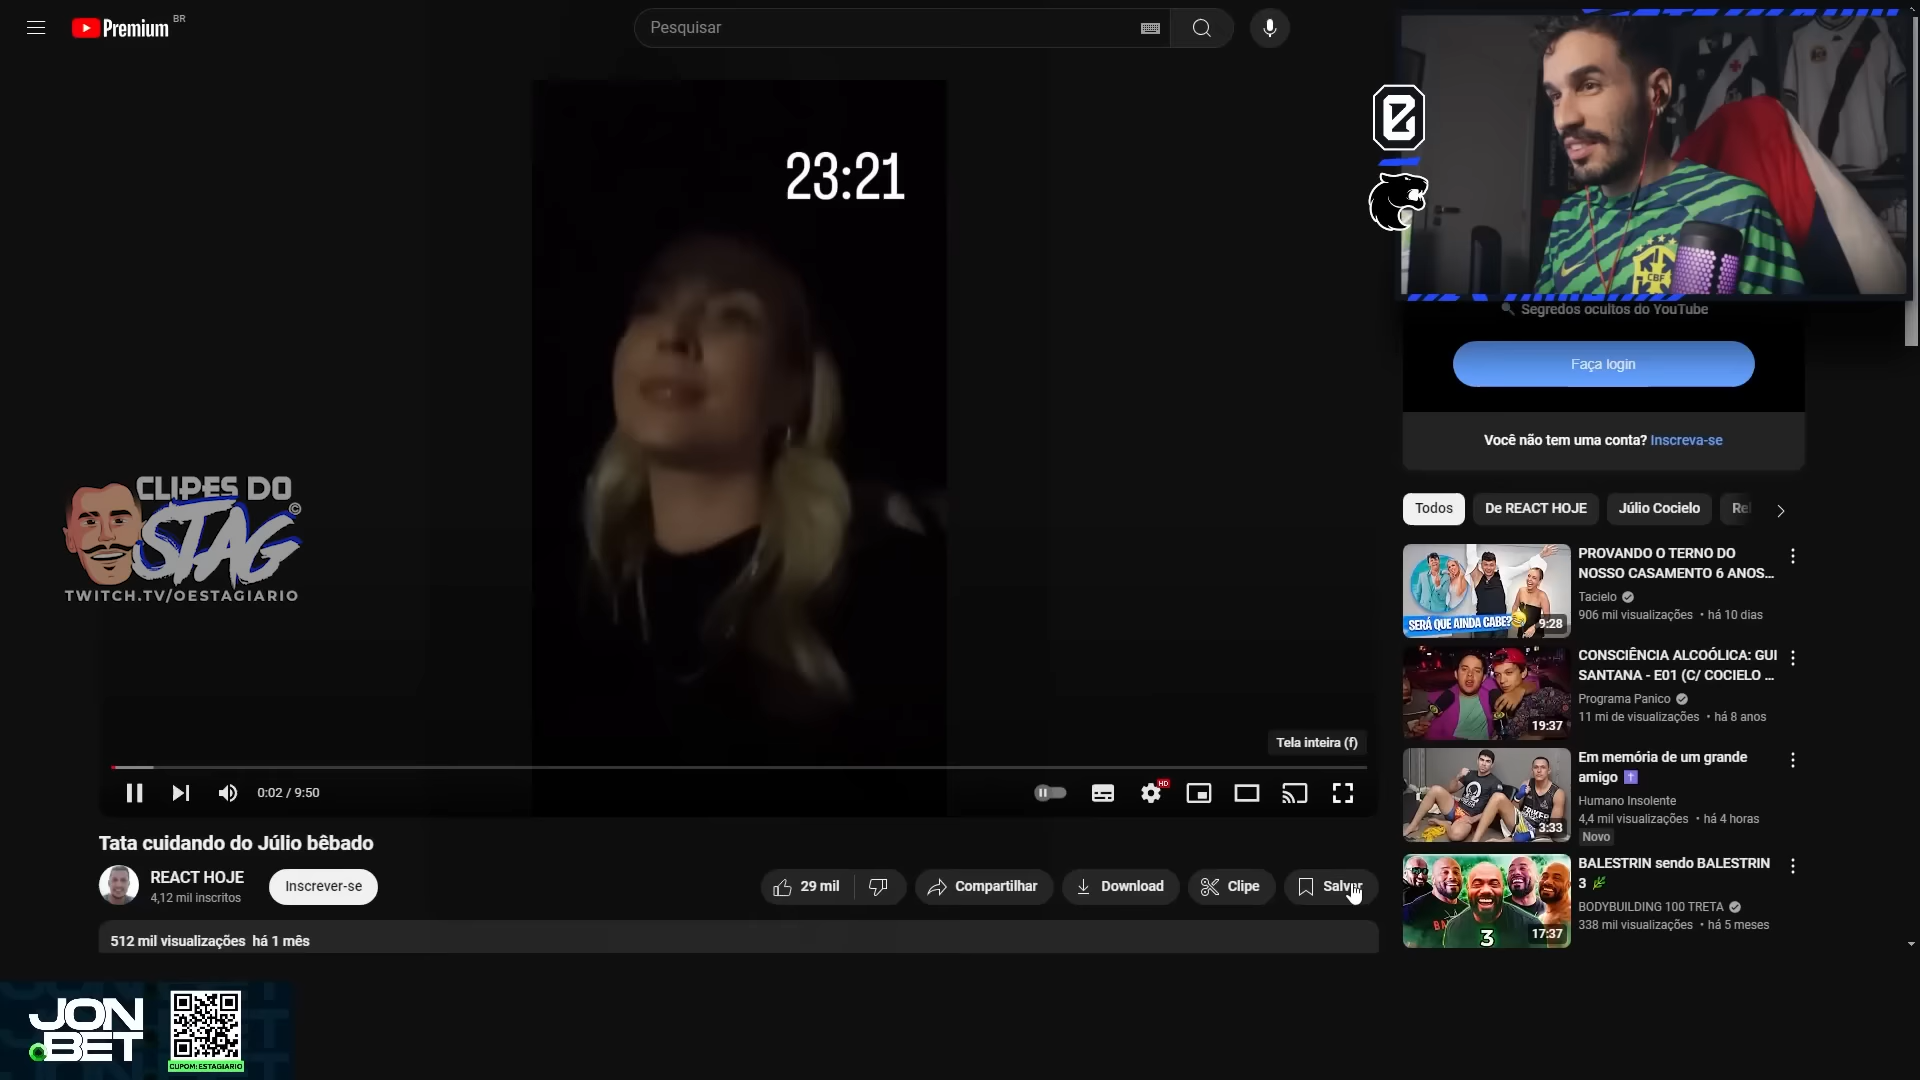 Premium BR
Pesquisar
23:21
Segredos ocultos do YouTube
Faça login
Você não tem uma conta? Inscreva-se
Todos
De REACT HOJE
Júlio Cocielo
CLIPES DO
STAG
TWITCH.TV/OESTAGIARIO
PROVANDO O TERNO DO
NOSSO CASAMENTO 6 ANOS...
Tacielo
906 mil visualizações • há 10 dias
SERÁ QUE AINDA CABE?
9:28
CONSCIÊNCIA ALCOÓLICA: GUI
SANTANA - E01 (C/ COCIELO ...
Programa Panico
11 mi de visualizações • há 8 anos
19:37
Em memória de um grande
amigo
Humano Insolente
4,4 mil visualizações • há 4 horas
Novo
3:33
BALESTRIN sendo BALESTRIN
3
BODYBUILDING 100 TRETA
338 mil visualizações • há 5 meses
3
17:37
Tela inteira (f)
0:02 / 9:50
HD
Tata cuidando do Júlio bêbado
REACT HOJE
4,12 mil inscritos
Inscrever-se
29 mil
Compartilhar
Download
Clipe
Salvar
512 mil visualizações há 1 mês
JON
BET
CUPOM: ESTAGIARIO
CBF